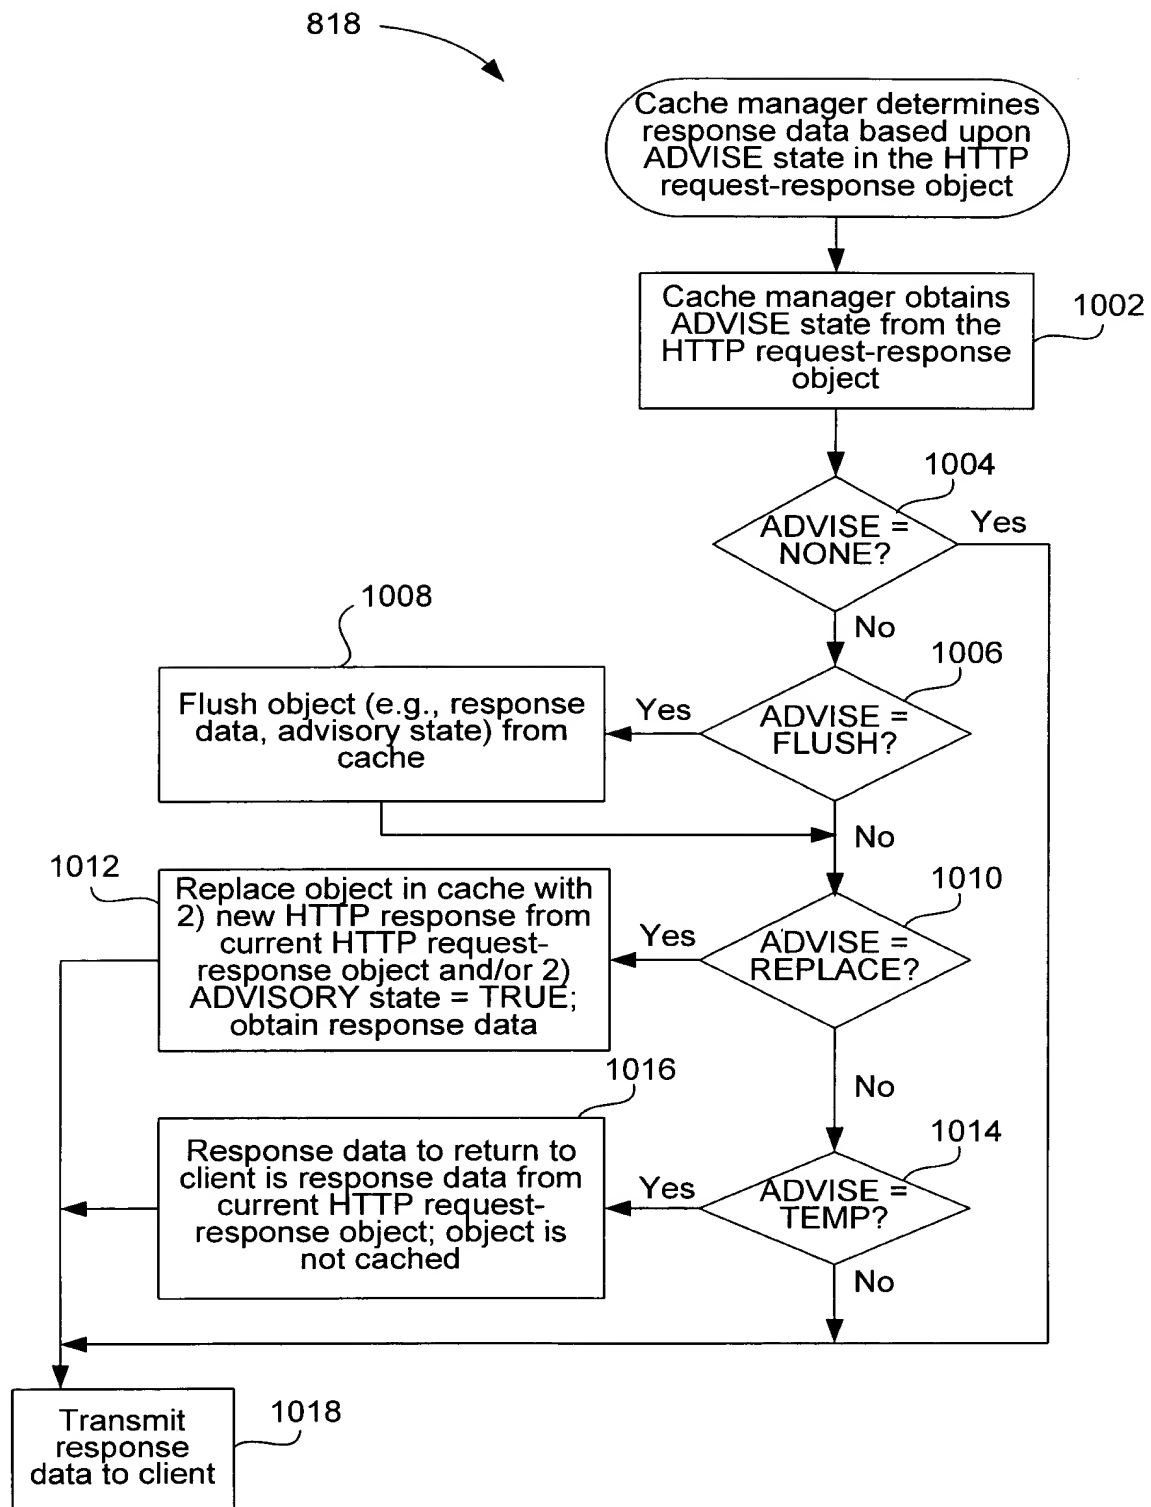 818
Cache manager determines
response data based upon
ADVISE state in the HTTP
request-response object
Cache manager obtains
ADVISE state from the
HTTP request-response
object
1002
1004
ADVISE =
NONE?
Yes
No
1008
1006
Flush object (e.g., response
data, advisory state) from
cache
Yes
ADVISE =
FLUSH?
No
1012
1010
Replace object in cache with
2) new HTTP response from
current HTTP request-
response object and/or 2)
ADVISORY state = TRUE;
obtain response data
Yes
ADVISE =
REPLACE?
No
1016
1014
Response data to return to
client is response data from
current HTTP request-
response object; object is
not cached
Yes
ADVISE =
TEMP?
No
Transmit
response
data to client
1018